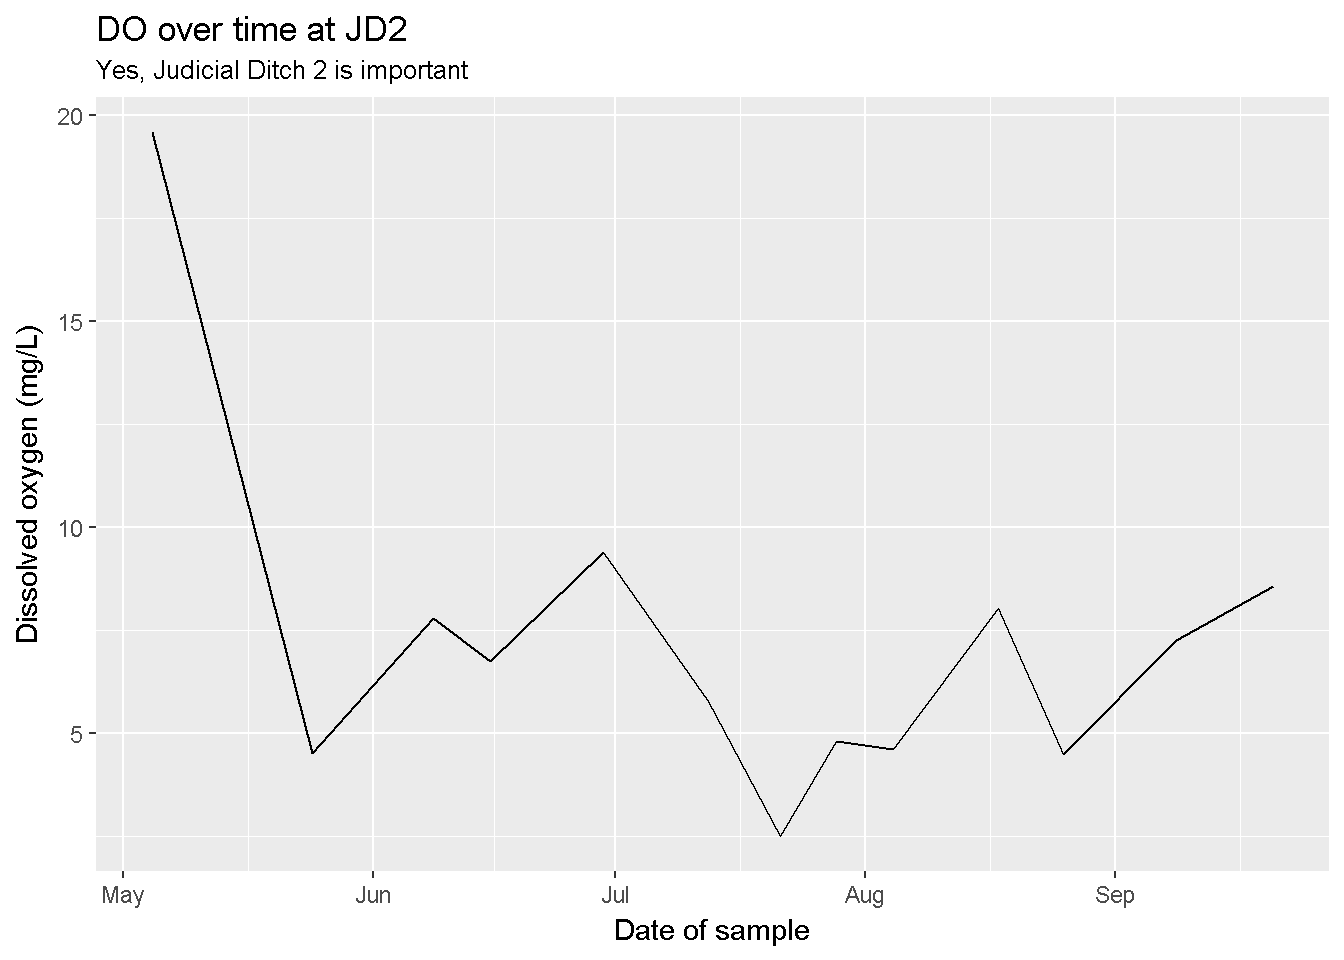 DO over time at JD2
Yes, Judicial Ditch 2 is important
Dissolved oxygen (mg/L)
20
15
10
5
May Jun Jul Aug Sep
Date of sample